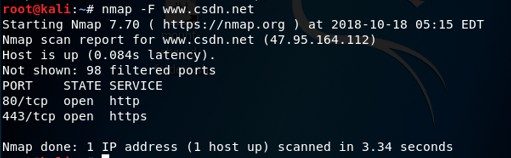 root@kali:~# nmap -F www.csdn.net
Starting Nmap 7.70 ( https://nmap.org ) at 2018-10-18 05:15 EDT
Nmap scan report for www.csdn.net (47.95.164.112)
Host is up (0.084s latency).
Not shown: 98 filtered ports
PORT    STATE SERVICE
80/tcp  open  http
443/tcp open  https
Nmap done: 1 IP address (1 host up) scanned in 3.34 seconds